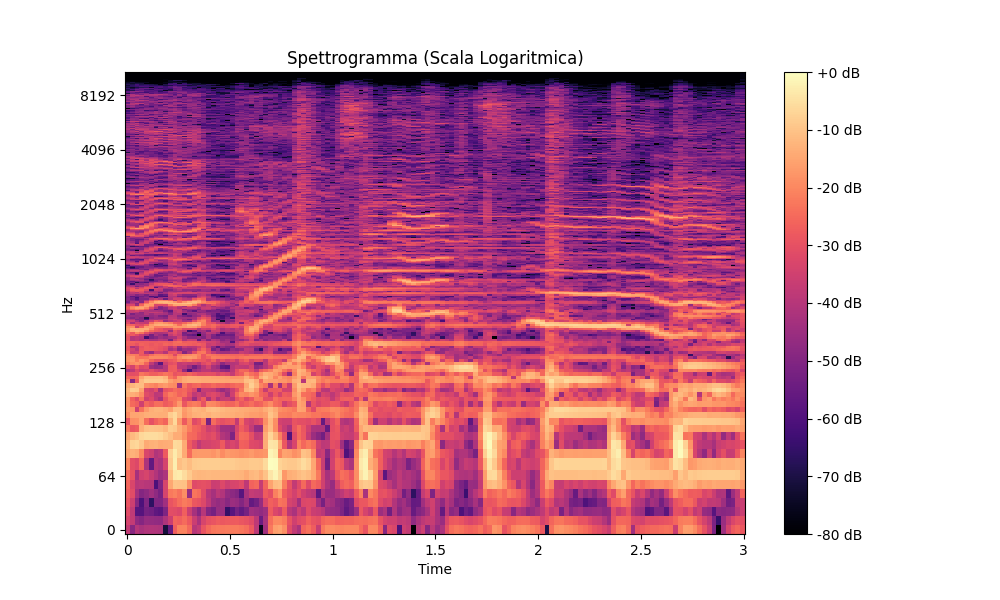 Spettrogramma (Scala Logaritmica)
+0 dB
8192
-10 dB
4096
-20 dB
2048
-30 dB
1024
Hz
512
-40 dB
256
-50 dB
128
-60 dB
64
-70 dB
0
-80 dB
0 0.5 1 1.5 2 2.5 3
Time